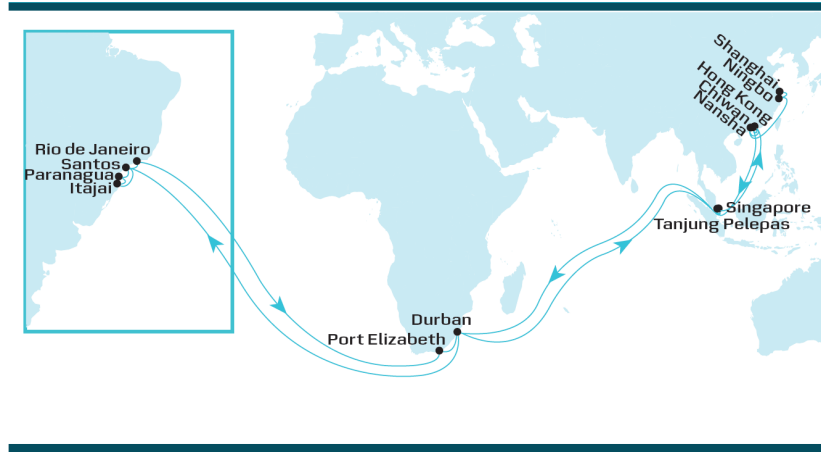 Shanghai
Ningbo
Hong Kong
Chiwan
Nansha
Rio de Janeiro
Santos
Paranagua
Itajai
Singapore
Tanjung Pelepas
Durban
Port Elizabeth